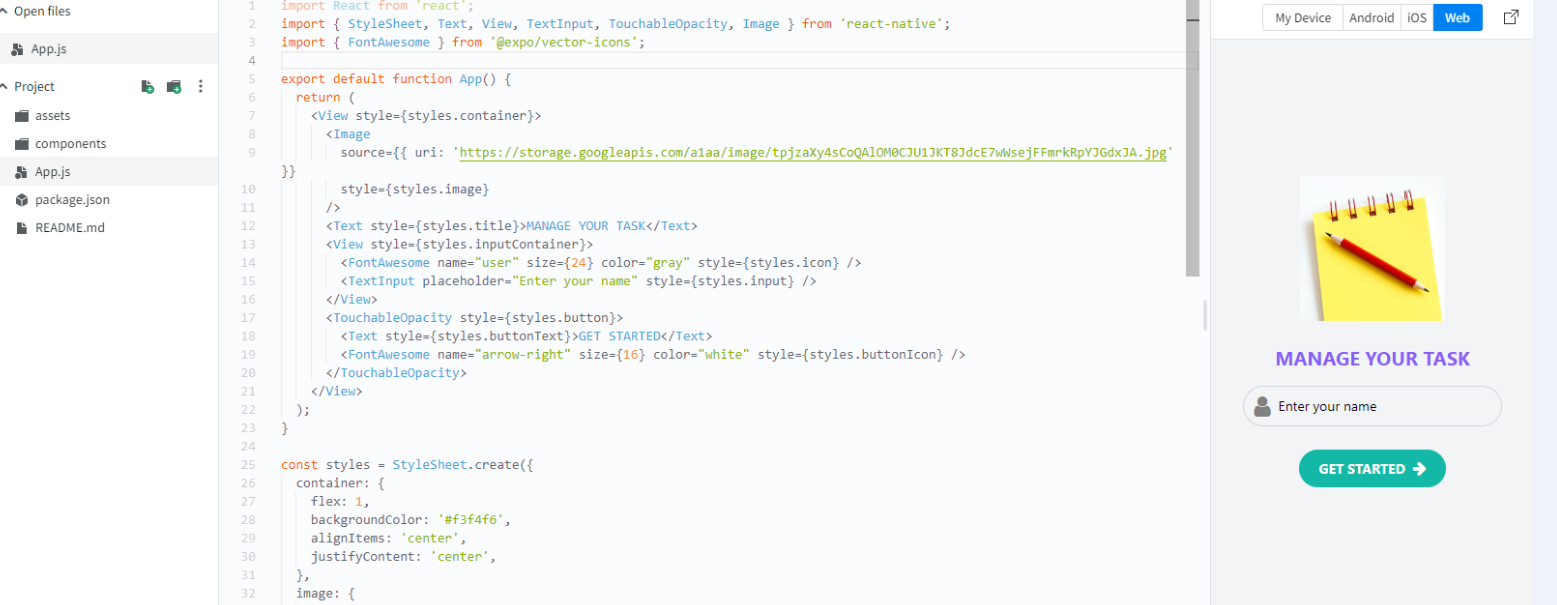 Open files
App.js
Project
assets
components
App.js
package.json
README.md
1 import React from 'react';
2 import { StyleSheet, Text, View, TextInput, TouchableOpacity, Image } from 'react-native';
3 import { FontAwesome } from '@expo/vector-icons';
4
5 export default function App() {
6 return (
7 <View style={styles.container}>
8 <Image
9 source={{ uri: 'https://storage.googleapis.com/a1aa/image/tpjzaXy4sCoQAlOM0CJU1JKT8JdcE7wWsejFFmrkRpYJGdxJA.jpg'
}}
10 style={styles.image}
11 />
12 <Text style={styles.title}>MANAGE YOUR TASK</Text>
13 <View style={styles.inputContainer}>
14 <FontAwesome name="user" size={24} color="gray" style={styles.icon} />
15 <TextInput placeholder="Enter your name" style={styles.input} />
16 </View>
17 <TouchableOpacity style={styles.button}>
18 <Text style={styles.buttonText}>GET STARTED</Text>
19 <FontAwesome name="arrow-right" size={16} color="white" style={styles.buttonIcon} />
20 </TouchableOpacity>
21 </View>
22 );
23 }
24
25 const styles = StyleSheet.create({
26 container: {
27 flex: 1,
28 backgroundColor: '#f3f4f6',
29 alignItems: 'center',
30 justifyContent: 'center',
31 },
32 image: {
My Device Android iOS Web
MANAGE YOUR TASK
Enter your name
GET STARTED